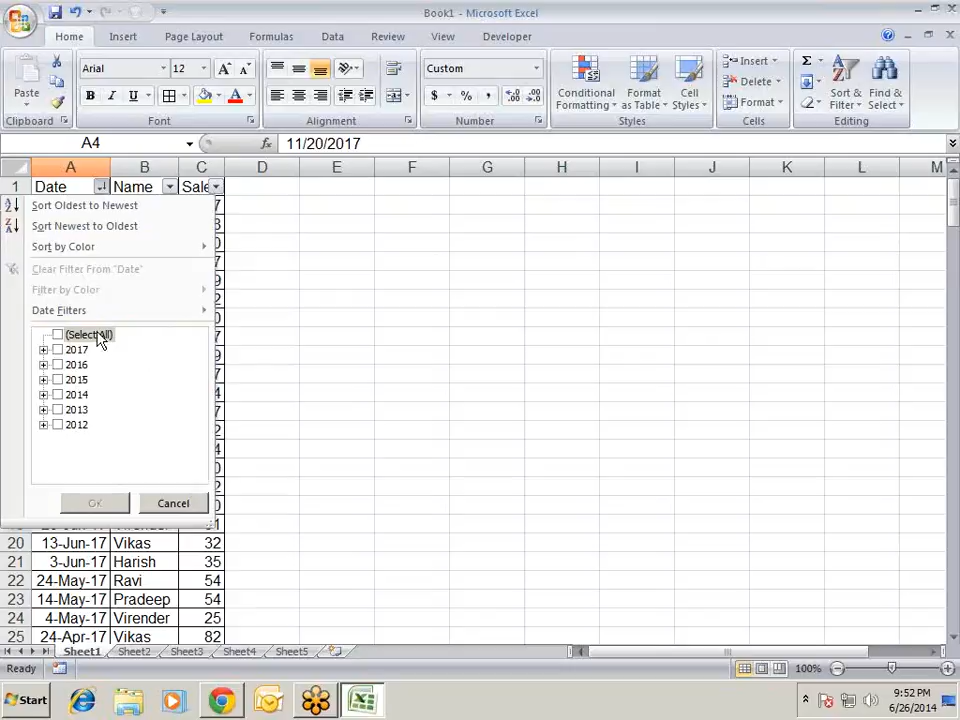 Book1 - Microsoft Excel
Home Insert Page Layout Formulas Data Review View Developer
Paste
Arial 12
Custom
Conditional Formatting
Format as Table
Cell Styles
Insert
Delete
Format
Sort & Filter
Find & Select
Clipboard Font Alignment Number Styles Cells Editing
A4 fx 11/20/2017
A B C D E F G H I J K L M
1 Date Name Sale
Sort Oldest to Newest
Sort Newest to Oldest
Sort by Color
Clear Filter From "Date"
Filter by Color
Date Filters
(Select All)
2017
2016
2015
2014
2013
2012
OK Cancel
20 13-Jun-17 Vikas 32
21 3-Jun-17 Harish 35
22 24-May-17 Ravi 54
23 14-May-17 Pradeep 54
24 4-May-17 Virender 25
25 24-Apr-17 Vikas 82
Sheet1 Sheet2 Sheet3 Sheet4 Sheet5
Ready 100%
Start
9:52 PM
6/26/2014